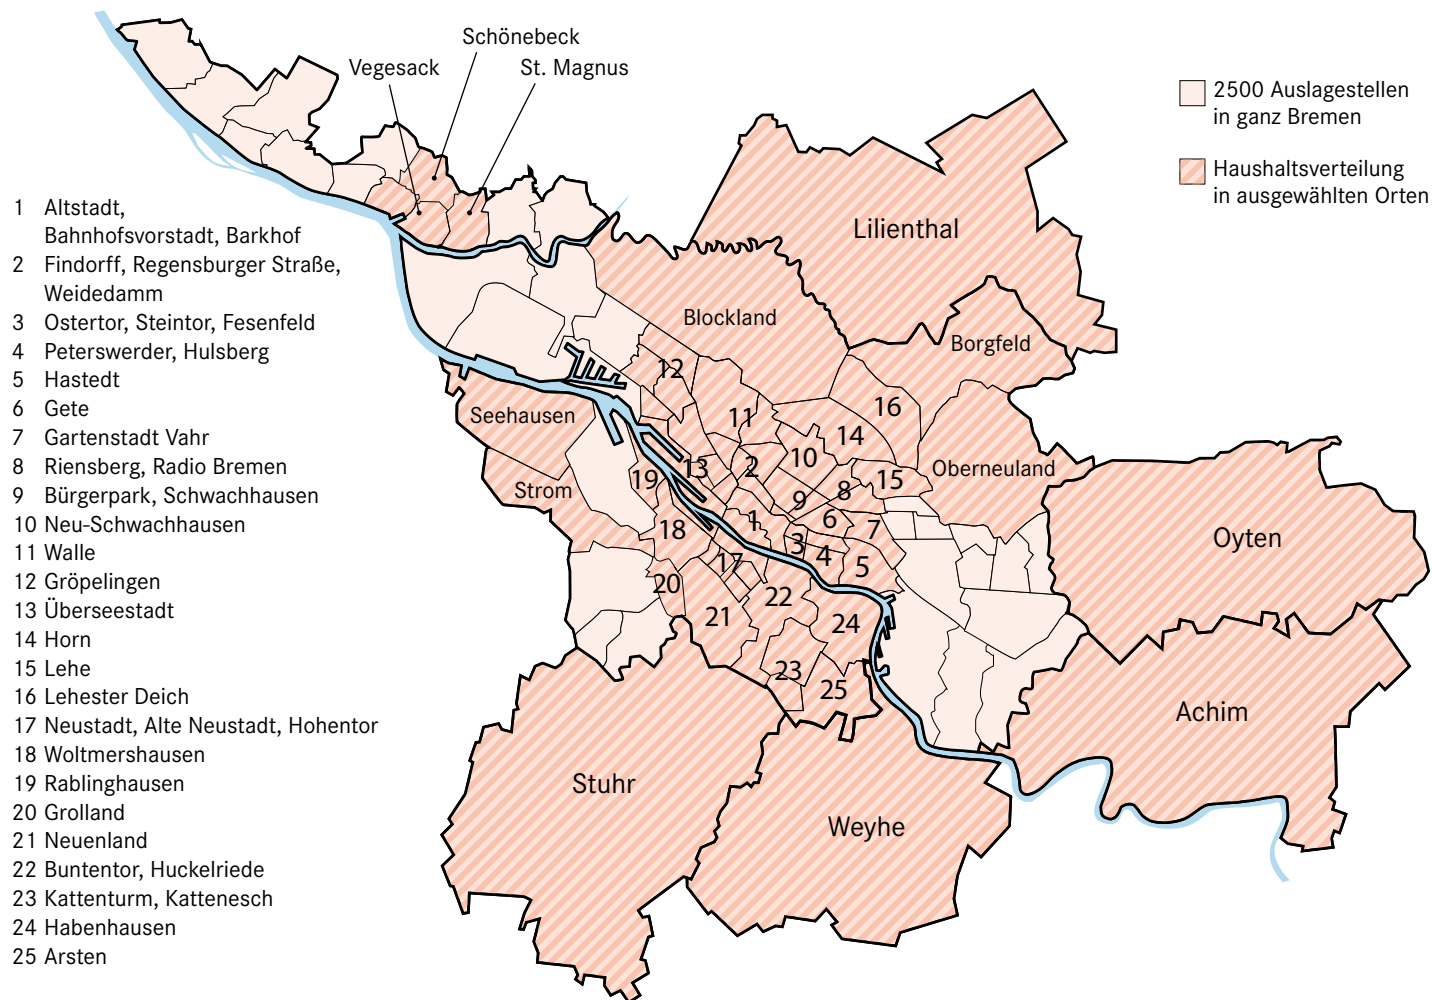 Schönebeck
Vegesack
St. Magnus
2500 Auslagestellen
in ganz Bremen
Haushaltsverteilung
in ausgewählten Orten
1 Altstadt,
Bahnhofsvorstadt, Barkhof
2 Findorff, Regensburger Straße,
Weidedamm
3 Ostertor, Steintor, Fesenfeld
4 Peterswerder, Hulsberg
5 Hastedt
6 Gete
7 Gartenstadt Vahr
8 Riensberg, Radio Bremen
9 Bürgerpark, Schwachhausen
10 Neu-Schwachhausen
11 Walle
12 Gröpelingen
13 Überseestadt
14 Horn
15 Lehe
16 Lehester Deich
17 Neustadt, Alte Neustadt, Hohentor
18 Woltmershausen
19 Rablinghausen
20 Grolland
21 Neuenland
22 Buntentor, Huckelriede
23 Kattenturm, Kattenesch
24 Habenhausen
25 Arsten
Lilienthal
Blockland
Borgfeld
12
16
Seehausen
11
14
10
Oberneuland
13
2
15
19
Strom
8
9
1
6
18
7
Oyten
3
4
17
5
20
22
21
24
23
25
Achim
Stuhr
Weyhe